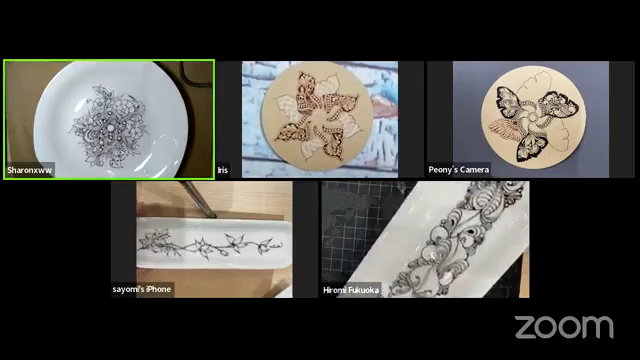 Sharonxww
Iris
Peony's Camera
sayomi's iPhone
Hiromi Fukuoka
zoom